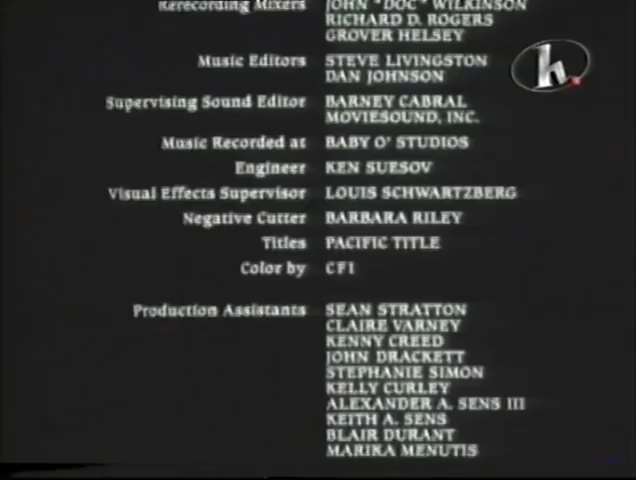 Rerecording Mixers JOHN "DOC" WILKINSON
RICHARD D. ROGERS
GROVER HELSEY
Music Editors STEVE LIVINGSTON
DAN JOHNSON
h.
Supervising Sound Editor BARNEY CABRAL
MOVIESOUND, INC.
Music Recorded at BABY O' STUDIOS
Engineer KEN SUESOV
Visual Effects Supervisor LOUIS SCHWARTZBERG
Negative Cutter BARBARA RILEY
Titles PACIFIC TITLE
Color by CFI
Production Assistants SEAN STRATTON
CLAIRE VARNEY
KENNY CREED
JOHN DRACKETT
STEPHANIE SIMON
KELLY CURLEY
ALEXANDER A. SENS III
KEITH A. SENS
BLAIR DURANT
MARIKA MENUTIS